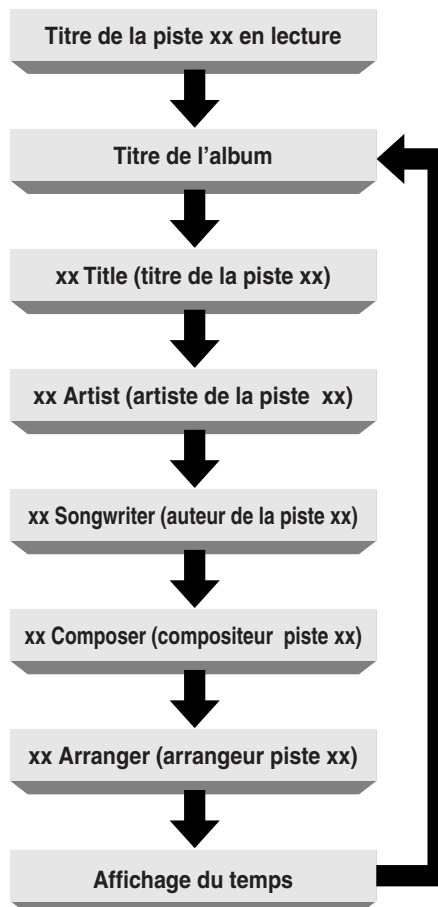 Titre de la piste xx en lecture
Titre de l’album
xx Title (titre de la piste xx)
xx Artist (artiste de la piste xx)
xx Songwriter (auteur de la piste xx)
xx Composer (compositeur piste xx)
xx Arranger (arrangeur piste xx)
Affichage du temps